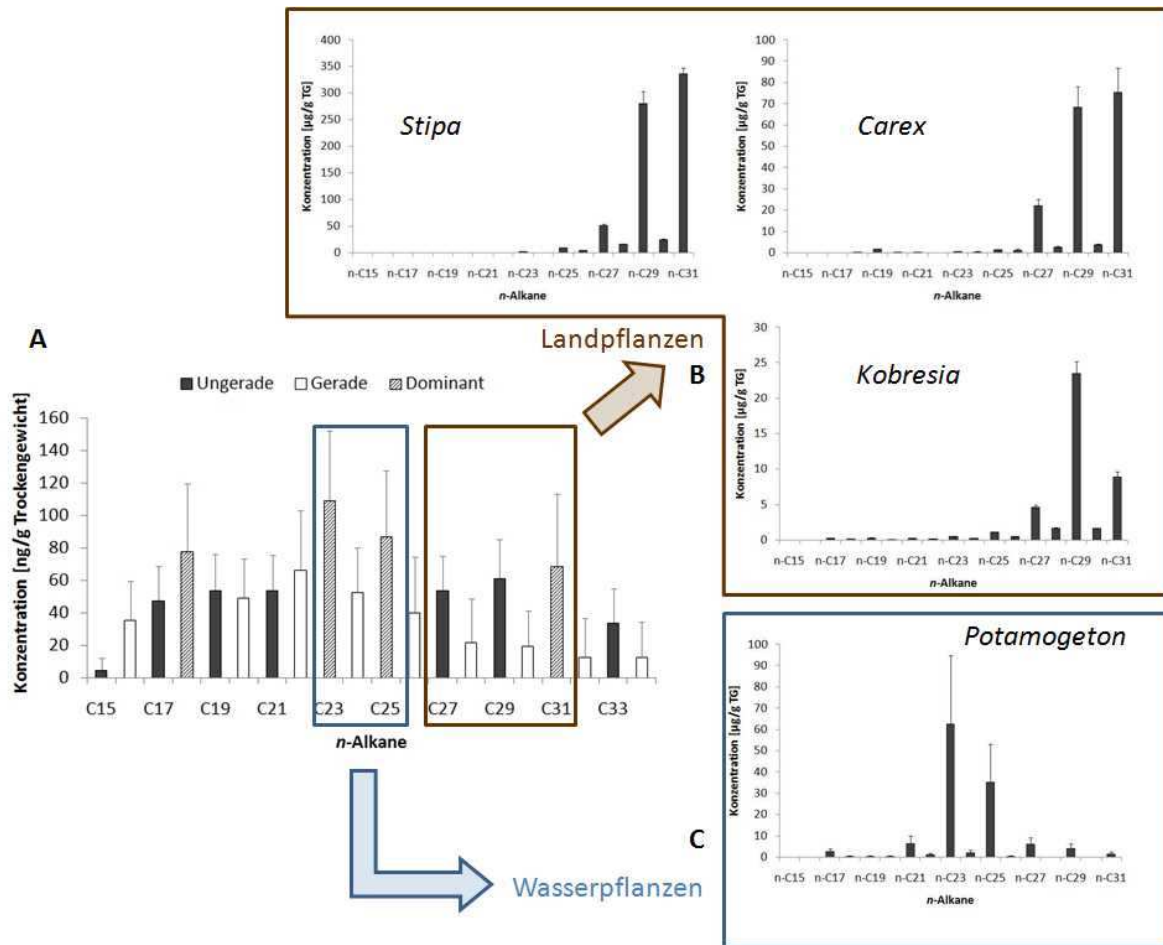 400
350
300
250
200
150
100
50
0
Konzentration [µg/g TG]
Stipa
n-C15 n-C17 n-C19 n-C21 n-C23 n-C25 n-C27 n-C29 n-C31
n-Alkane
100
90
80
70
60
50
40
30
20
10
0
Konzentration [µg/g TG]
Carex
n-C15 n-C17 n-C19 n-C21 n-C23 n-C25 n-C27 n-C29 n-C31
n-Alkane
Landpflanzen
B
30
25
20
15
10
5
0
Konzentration [µg/g TG]
Kobresia
n-C15 n-C17 n-C19 n-C21 n-C23 n-C25 n-C27 n-C29 n-C31
n-Alkane
A
Ungerade Gerade Dominant
160
140
120
100
80
60
40
20
0
Konzentration [ng/g Trockengewicht]
C15 C17 C19 C21 C23 C25 C27 C29 C31 C33
n-Alkane
Wasserpflanzen
C
Potamogeton
100
90
80
70
60
50
40
30
20
10
0
Konzentration [µg/g TG]
n-C15 n-C17 n-C19 n-C21 n-C23 n-C25 n-C27 n-C29 n-C31
n-Alkane